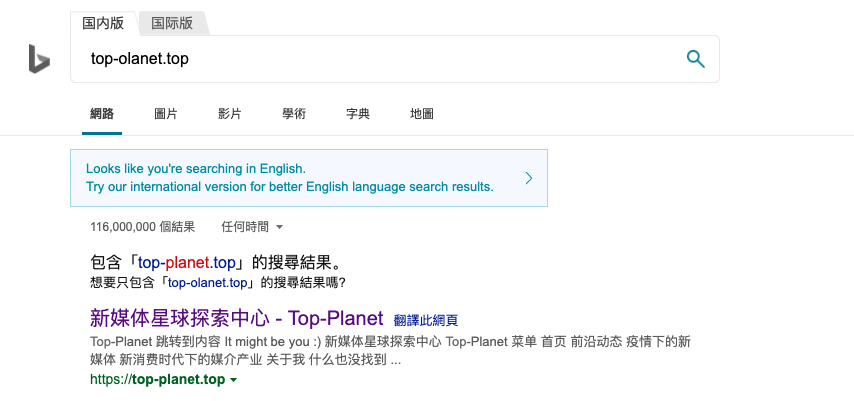 国内版 国际版
top-olanet.top
網路 圖片 影片 學術 字典 地圖
Looks like you're searching in English.
Try our international version for better English language search results.
116,000,000 個結果 任何時間
包含「top-planet.top」的搜尋結果。
想要只包含「top-olanet.top」的搜尋結果嗎?
新媒体星球探索中心 - Top-Planet 翻譯此網頁
Top-Planet 跳转到内容 It might be you :) 新媒体星球探索中心 Top-Planet 菜单 首页 前沿动态 疫情下的新
媒体 新消费时代下的媒介产业 关于我 什么也没找到 ...
https://top-planet.top